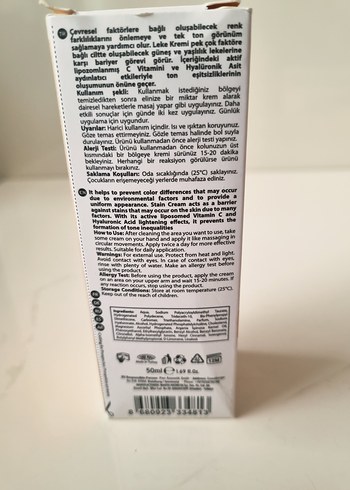 Çevresel faktörlere bağlı oluşabilecek renk
farklılıklarını önlemeye ve tek ton görünüm
sağlamaya yardımcı olur. Leke Kremi pek çok faktöre
bağlı ciltte oluşabilecek güneş ve yaşlılık lekelerine
karşı bariyer görevi görür. İçeriğindeki aktif
lipozomlanmış C Vitamini ve Hyalüronik Asit
aydınlatıcı etkileriyle ton eşitsizliklerinin
oluşumunun önüne geçer.
Kullanım şekli: Kullanmak istediğiniz bölgeyi
temizledikten sonra elinize bir miktar krem alarak
dairesel hareketlerle masaj yapar gibi uygulayınız. Daha
etkili sonuçlar için günde iki kez uygulayınız. Günlük
uygulama için uygundur.
Uyarılar: Harici kullanım içindir. Isı ve ışıktan koruyunuz.
Göze temas ettirmeyiniz. Göze temas halinde bol suyla
durulayınız. Ürünü kullanmadan önce alerji testi yapınız.
Alerji Testi: Ürünü kullanmadan önce kolunuzun üst
kısmındaki bir bölgeye kremi sürünüz 15-20 dakika
bekleyiniz. Herhangi bir reaksiyon görülürse ürünü
kullanmayı bırakınız.
Saklama Koşulları: Oda sıcaklığında (25°C) saklayınız.
Çocukların erişemeyeceği yerlerde muhafaza ediniz.
It helps to prevent color differences that may occur
due to environmental factors and to provide a
uniform appearance. Stain Cream acts as a barrier
against stains that may occur on the skin due to many
factors. With its active liposomed Vitamin C and
Hyaluronic Acid lightening effects, it prevents the
formation of tone inequalities
How to Use: After cleaning the area you want to use, take
some cream on your hand and apply it like massaging in
circular movements. Apply twice a day for more effective
results. Suitable for daily application.
Warnings: For external use. Protect from heat and light.
Avoid contact with eyes. In case of contact with eyes,
rinse with plenty of water. Make an allergy test before
using the product.
Allergy Test: Before using the product, apply the cream
on an area on your upper arm and wait 15-20 minutes. If
any reaction occurs, stop using the product.
Storage Conditions: Store at room temperature (25°C).
Keep out of the reach of children.
Ingredients: Aqua, Sodium
50ml e 1.69 fl.oz.
8 680923 334813